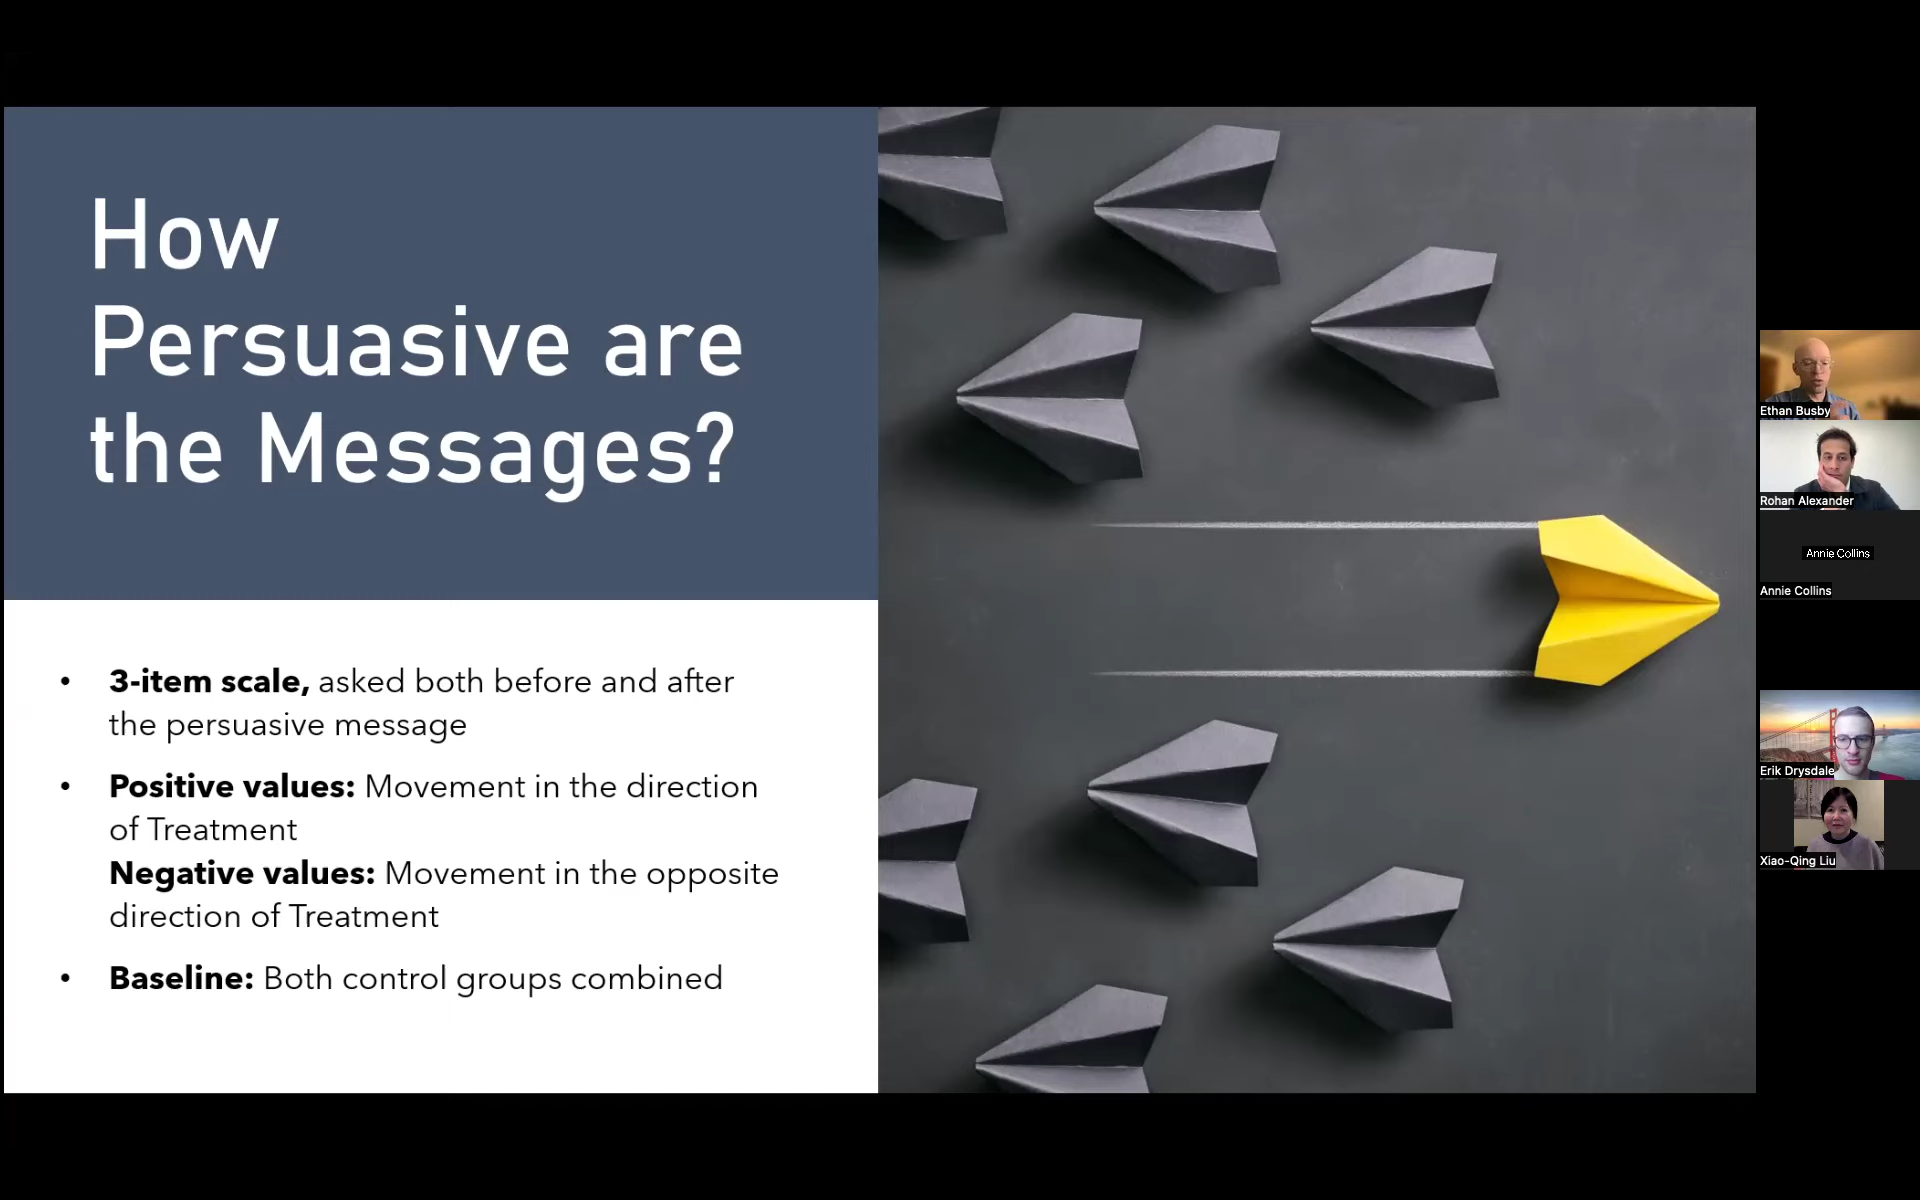 How
Persuasive are
the Messages?
• 3-item scale, asked both before and after
the persuasive message
• Positive values: Movement in the direction
of Treatment
Negative values: Movement in the opposite
direction of Treatment
• Baseline: Both control groups combined
Ethan Busby
Rohan Alexander
Annie Collins
Annie Collins
Erik Drysdale
Xiao-Qing Liu